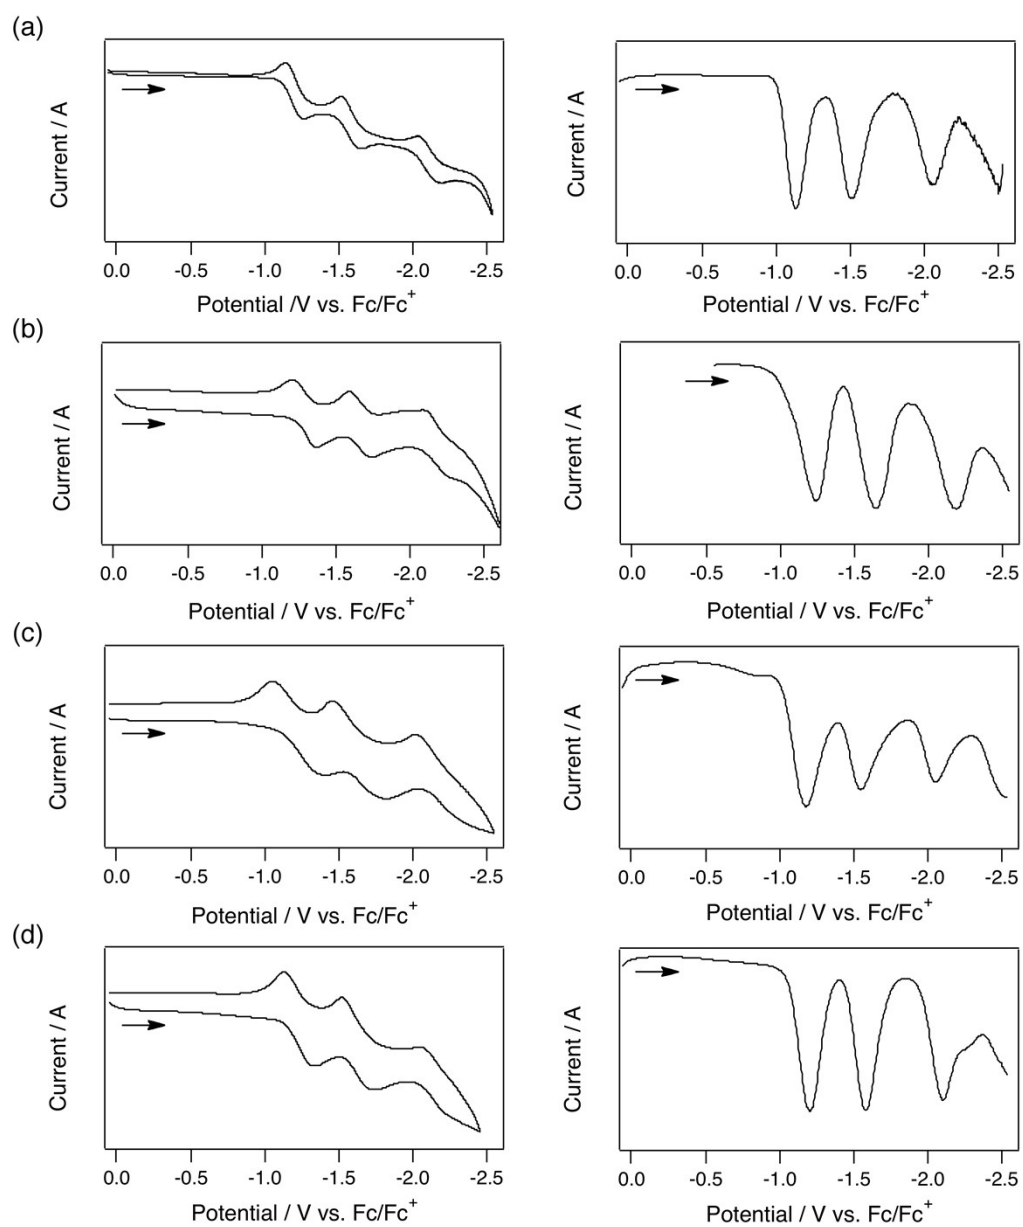 (a)
Current / A
Current / A
0.0 -0.5 -1.0 -1.5 -2.0 -2.5
0.0 -0.5 -1.0 -1.5 -2.0 -2.5
Potential /V vs. Fc/Fc+
Potential / V vs. Fc/Fc+
(b)
Current / A
Current / A
0.0 -0.5 -1.0 -1.5 -2.0 -2.5
0.0 -0.5 -1.0 -1.5 -2.0 -2.5
Potential / V vs. Fc/Fc+
Potential / V vs. Fc/Fc+
(c)
Current / A
Current / A
0.0 -0.5 -1.0 -1.5 -2.0 -2.5
0.0 -0.5 -1.0 -1.5 -2.0 -2.5
Potential / V vs. Fc/Fc+
Potential / V vs. Fc/Fc+
(d)
Current / A
Current / A
0.0 -0.5 -1.0 -1.5 -2.0 -2.5
0.0 -0.5 -1.0 -1.5 -2.0 -2.5
Potential / V vs. Fc/Fc+
Potential / V vs. Fc/Fc+